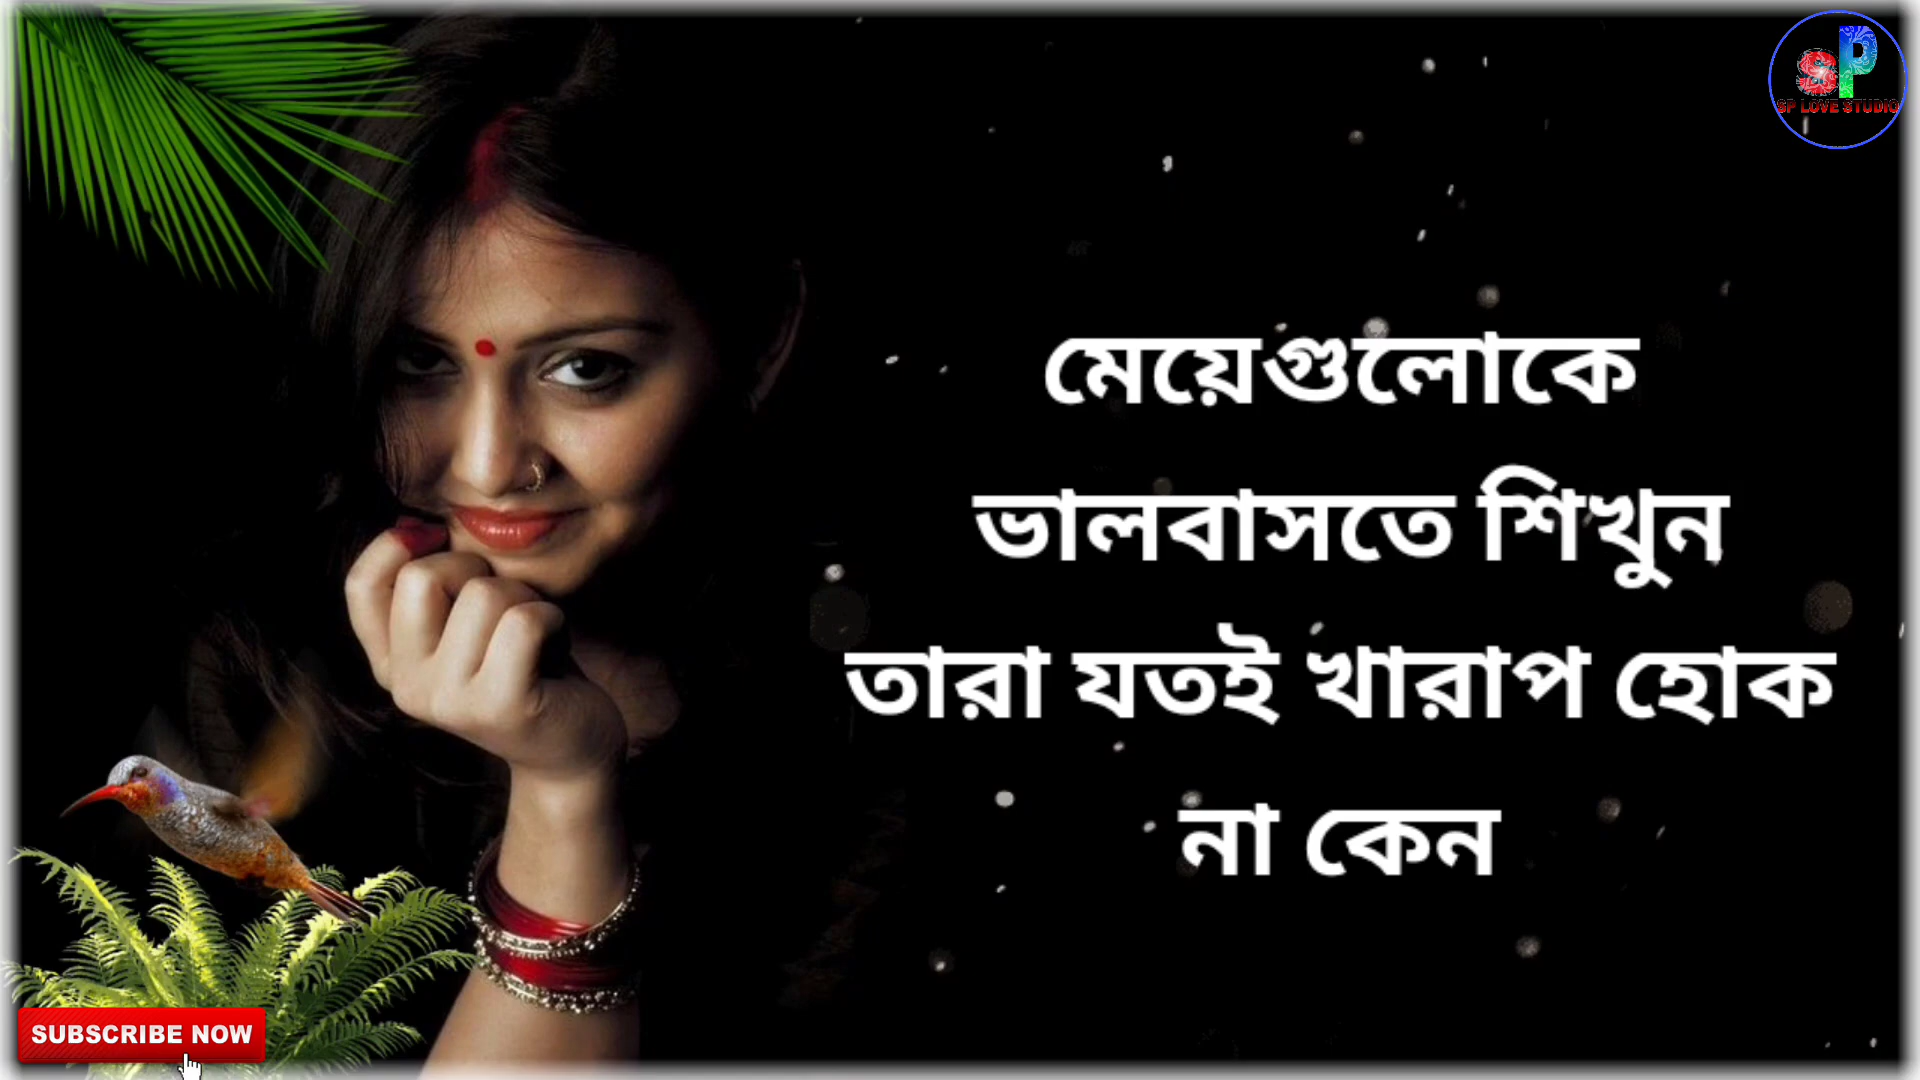 SP
SP LOVE STUDIO
মেয়েগুলোকে
ভালবাসতে শিখুন
তারা যতই খারাপ হোক
না কেন
SUBSCRIBE NOW